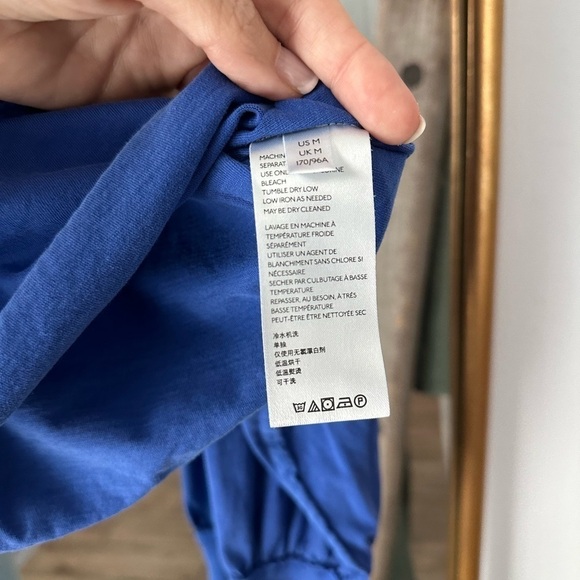 US M
UK M
170/96A
MACHIN
SEPARAT
USE ONL
BLEACH
TUMBLE DRY LOW
LOW IRON AS NEEDED
MAY BE DRY CLEANED
LAVAGE EN MACHINE À
TEMPÉRATURE FROIDE
SÉPARÉMENT
UTILISER UN AGENT DE
BLANCHIMENT SANS CHLORE SI
NÉCESSAIRE
SECHER PAR CULBUTAGE À BASSE
TEMPÉRATURE
REPASSER, AU BESOIN, À TRÈS
BASSE TEMPÉRATURE
PEUT-ÊTRE ÊTRE NETTOYÉE SEC
冷水机洗
单独
仅使用无氯漂白剂
低温烘干
低温熨烫
可干洗